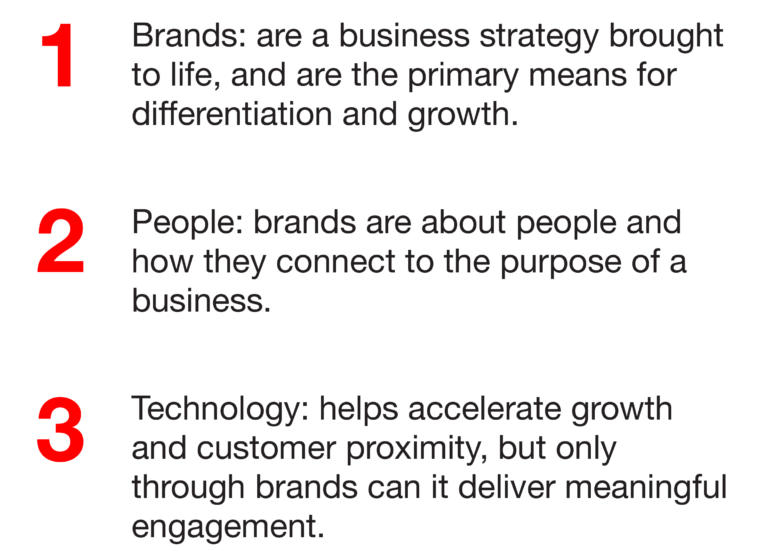 1
Brands: are a business strategy brought
to life, and are the primary means for
differentiation and growth.
2
People: brands are about people and
how they connect to the purpose of a
business.
3
Technology: helps accelerate growth
and customer proximity, but only
through brands can it deliver meaningful
engagement.